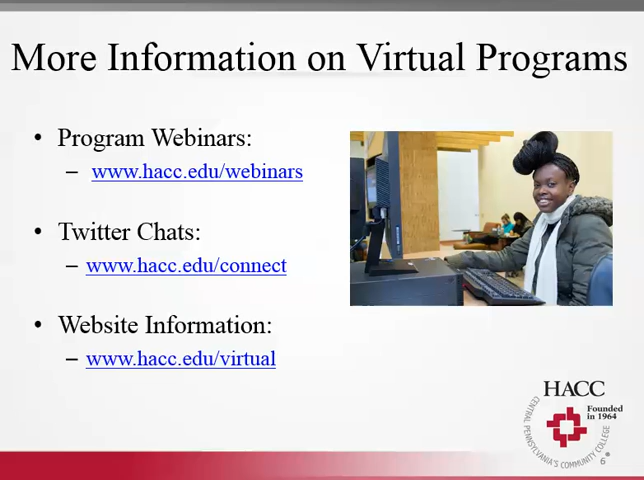 More Information on Virtual Programs
• Program Webinars:
– www.hacc.edu/webinars
• Twitter Chats:
– www.hacc.edu/connect
• Website Information:
– www.hacc.edu/virtual
HACC
Founded
in 1964
CENTRAL PENNSYLVANIA'S COMMUNITY COLLEGE
6